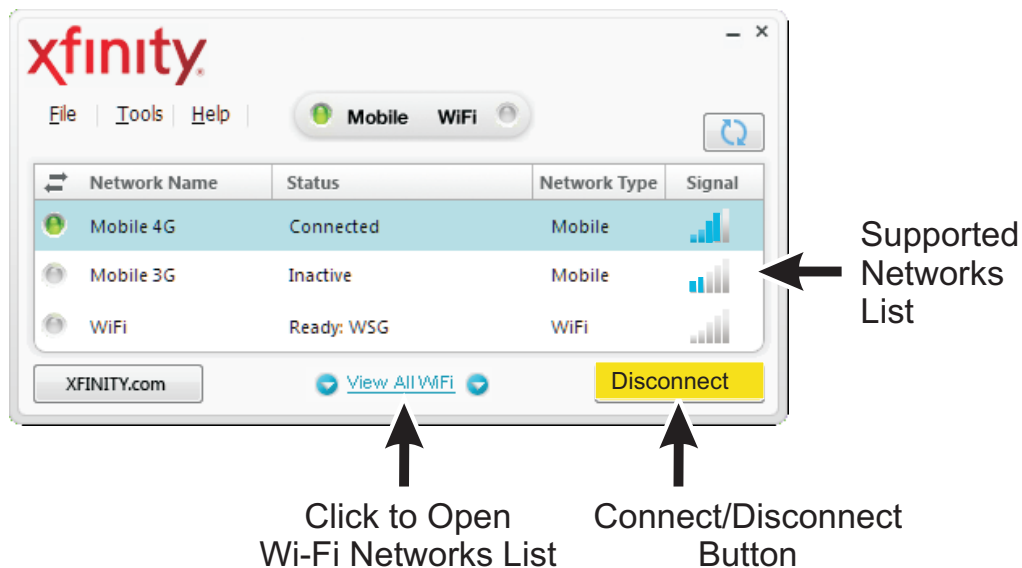 xfinity.
File Tools Help
Mobile WiFi
Network Name Status Network Type Signal
Mobile 4G Connected Mobile
Mobile 3G Inactive Mobile
WiFi Ready: WSG WiFi
XFINITY.com View All WiFi Disconnect
Supported
Networks
List
Click to Open
Wi-Fi Networks List
Connect/Disconnect
Button